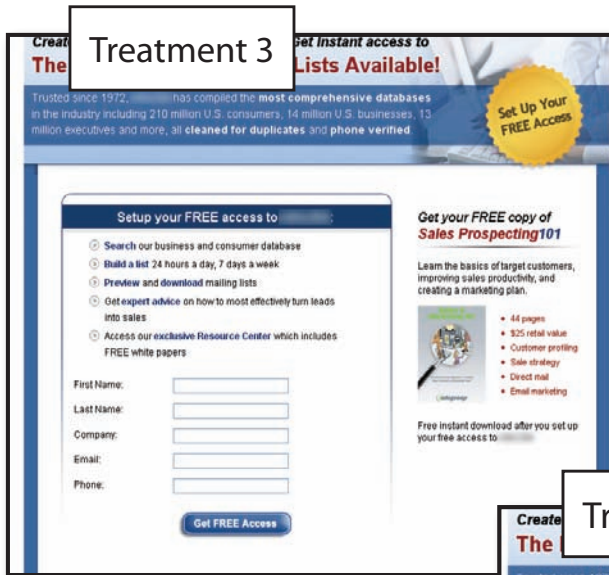 Treatment 3
Creat Get Instant access to
The Lists Available!
Trusted since 1972, has compiled the most comprehensive databases
in the industry including 210 million U.S. consumers, 14 million U.S. businesses, 13
million executives and more, all cleaned for duplicates and phone verified.
Set Up Your
FREE Access
Setup your FREE access to :
Search our business and consumer database
Build a list 24 hours a day, 7 days a week
Preview and download mailing lists
Get expert advice on how to most effectively turn leads
into sales
Access our exclusive Resource Center which includes
FREE white papers
First Name:
Last Name:
Company:
Email:
Phone:
Get FREE Access
Get your FREE copy of
Sales Prospecting101
Learn the basics of target customers,
improving sales productivity, and
creating a marketing plan.
• 44 pages
• $25 retail value
• Customer profiling
• Sale strategy
• Direct mail
• Email marketing
Free instant download after you set up
your free access to
Tr
Create
The